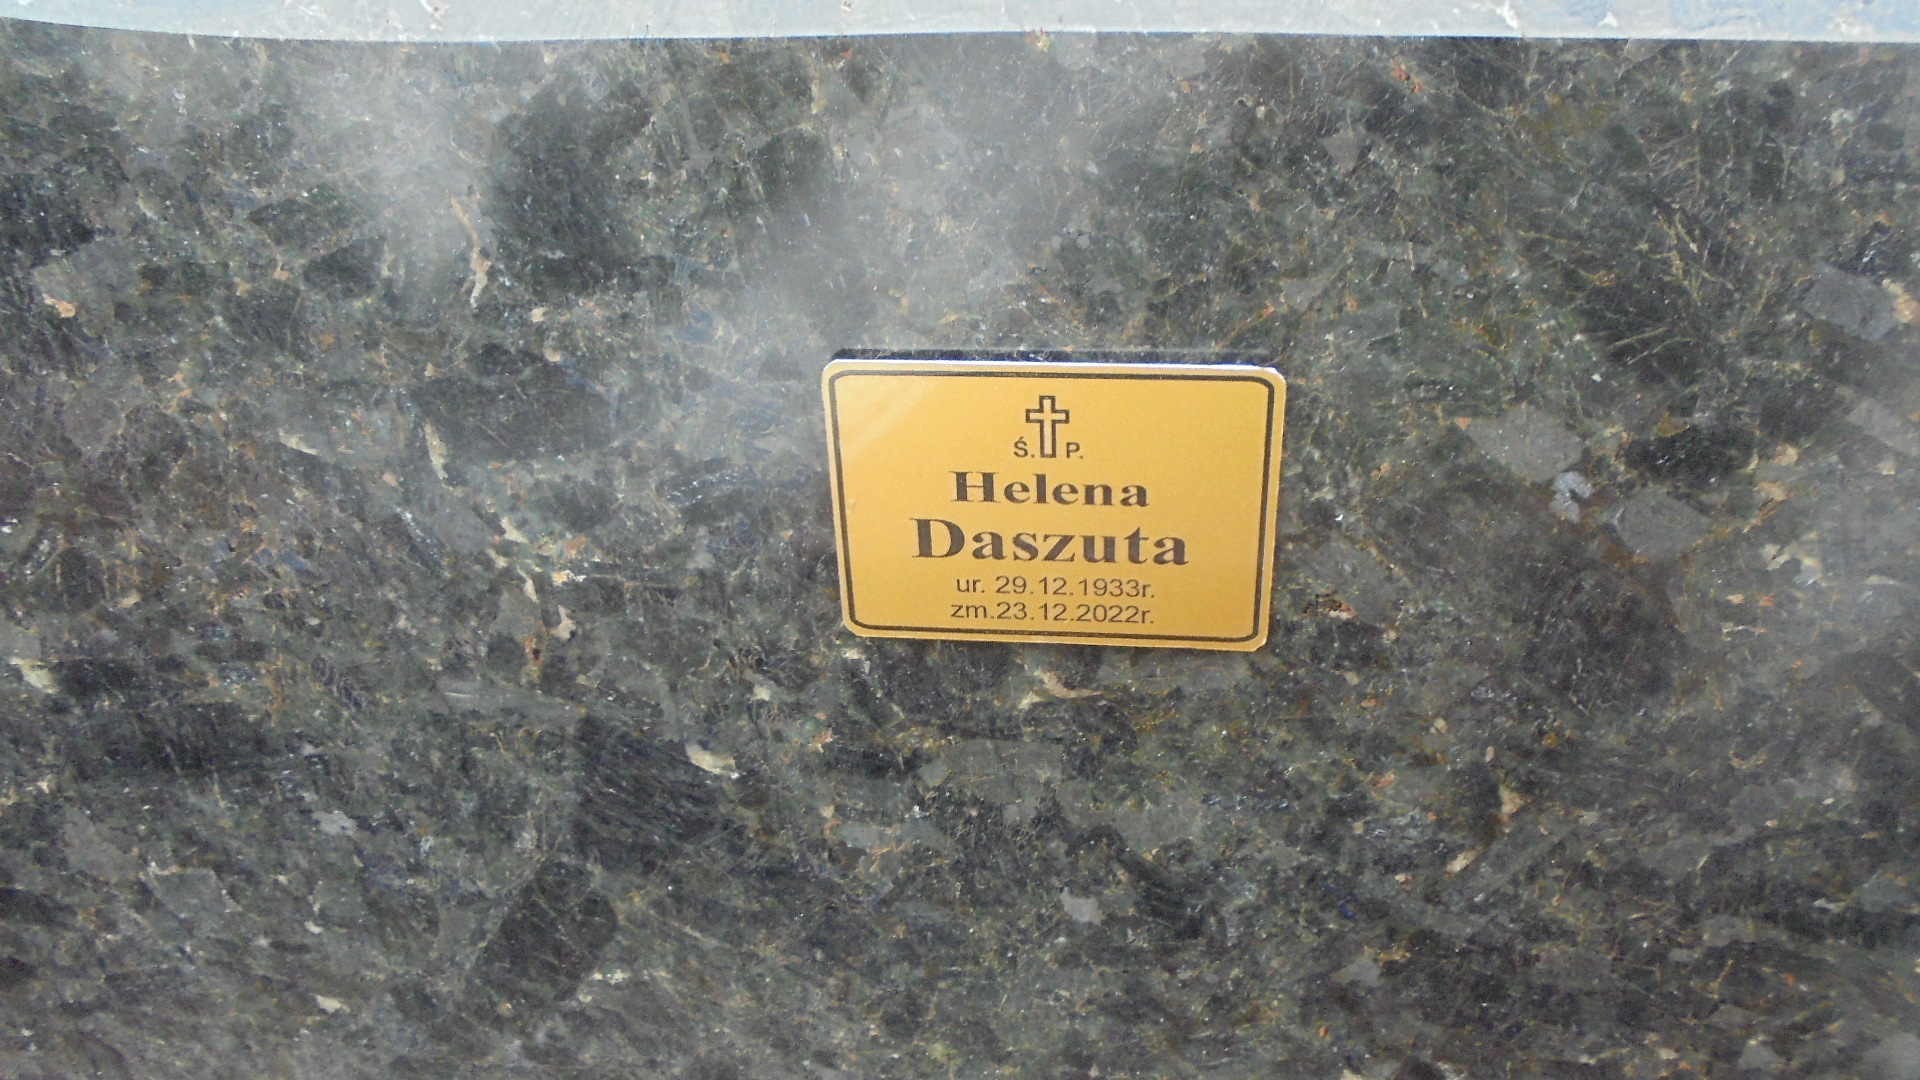 Ś. P.
Helena
Daszuta
ur. 29.12.1933r.
zm.23.12.2022r.